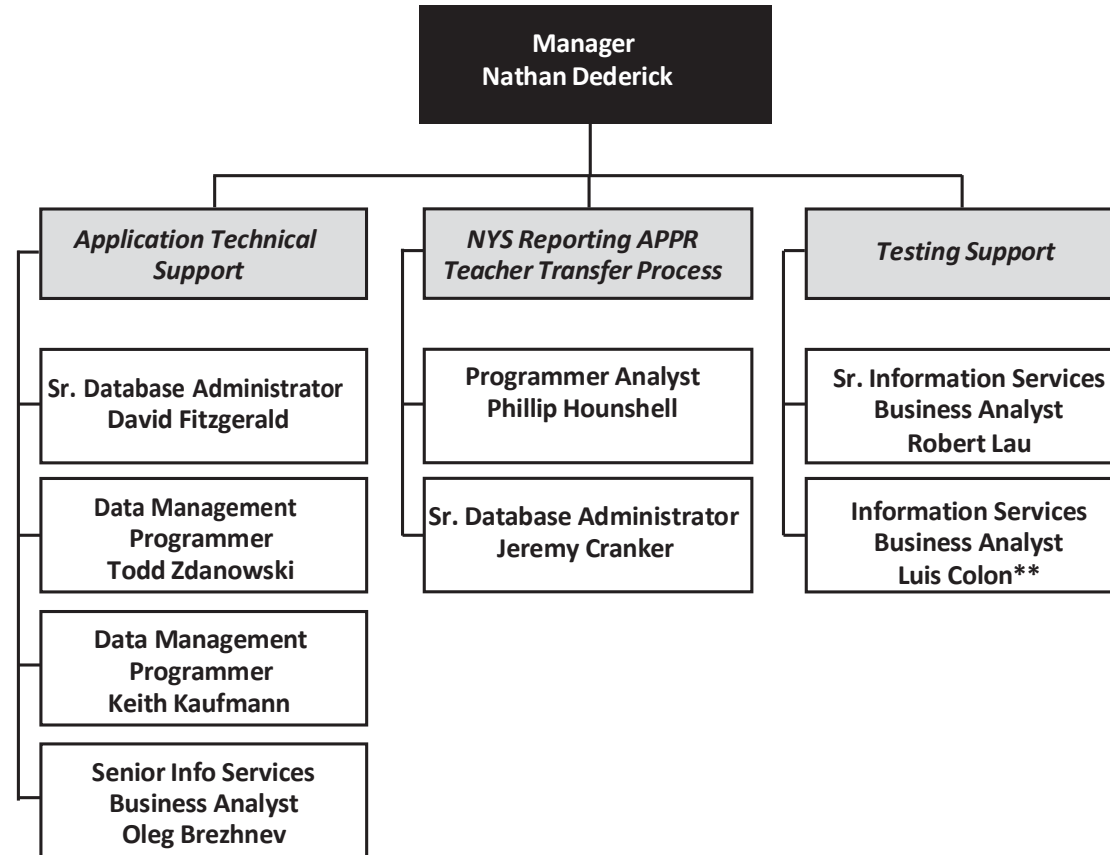 Manager
Nathan Dederick
Application Technical
Support
Sr. Database Administrator
David Fitzgerald
Data Management
Programmer
Todd Zdanowski
Data Management
Programmer
Keith Kaufmann
Senior Info Services
Business Analyst
Oleg Brezhnev
NYS Reporting APPR
Teacher Transfer Process
Programmer Analyst
Phillip Hounshell
Sr. Database Administrator
Jeremy Cranker
Testing Support
Sr. Information Services
Business Analyst
Robert Lau
Information Services
Business Analyst
Luis Colon**